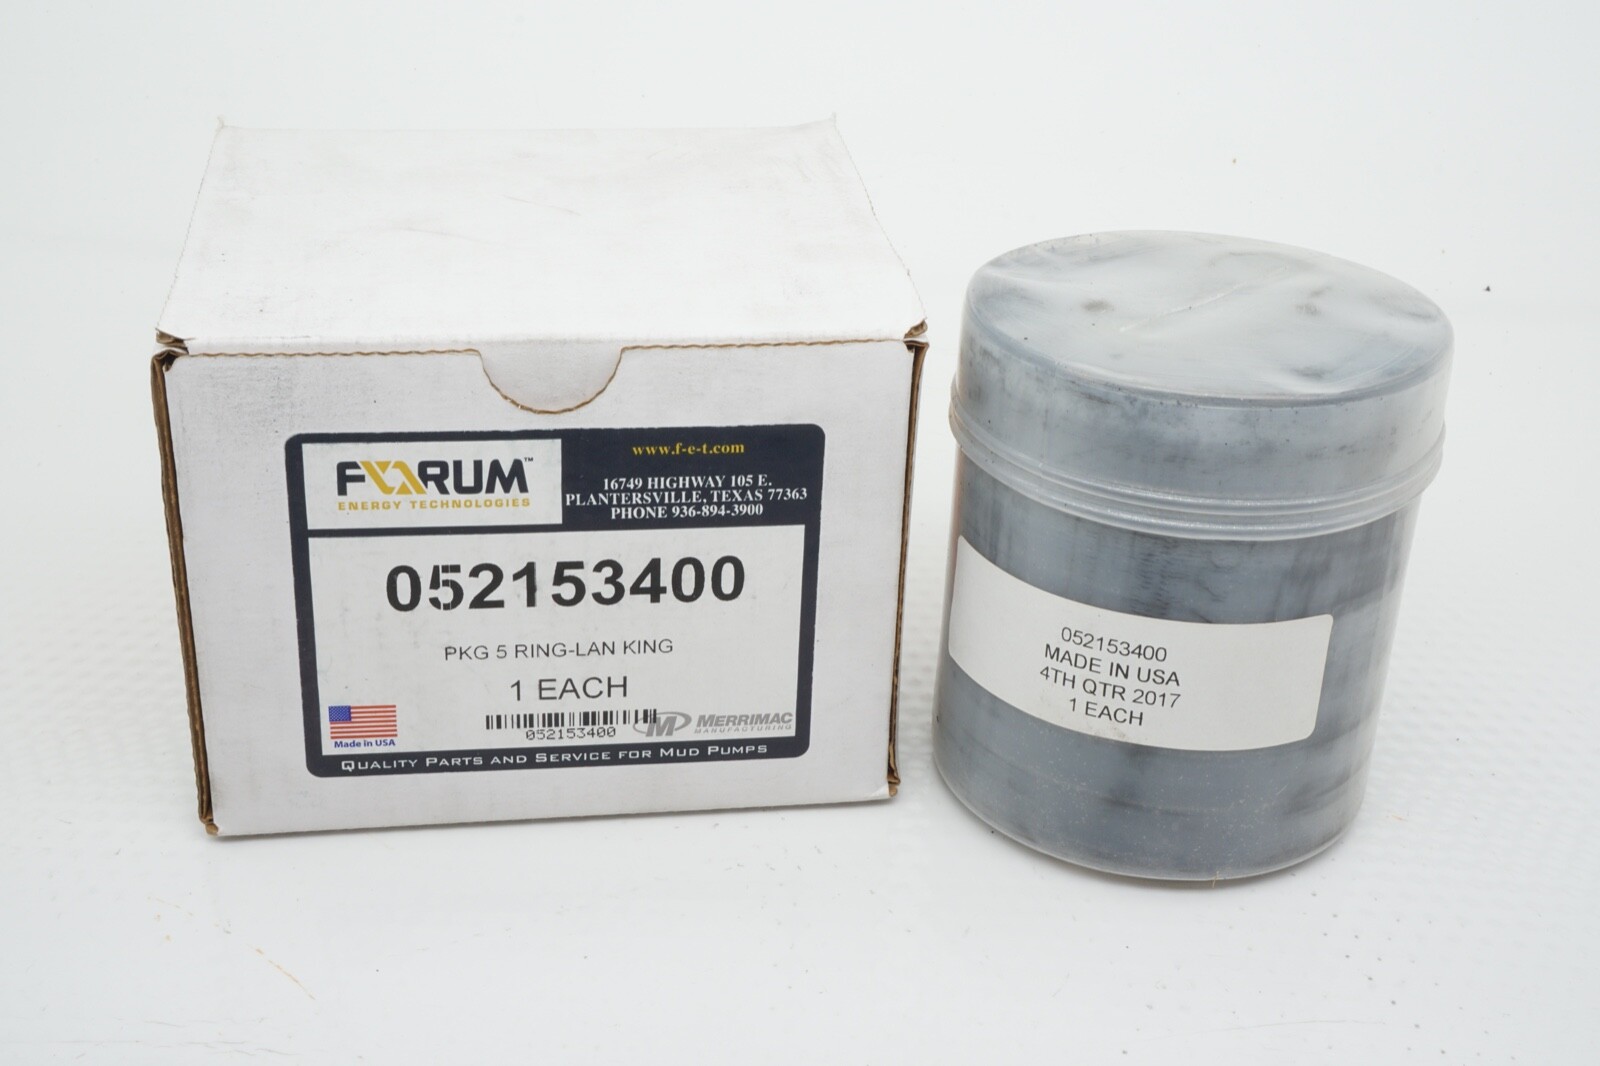 FORUM™
ENERGY TECHNOLOGIES
www.f-e-t.com
16749 HIGHWAY 105 E.
PLANTERSVILLE, TEXAS 77363
PHONE 936-894-3900
052153400
PKG 5 RING-LAN KING
1 EACH
Made in USA
052153400
M MERRIMAC
MANUFACTURING
QUALITY PARTS AND SERVICE FOR MUD PUMPS
052153400
MADE IN USA
4TH QTR 2017
1 EACH